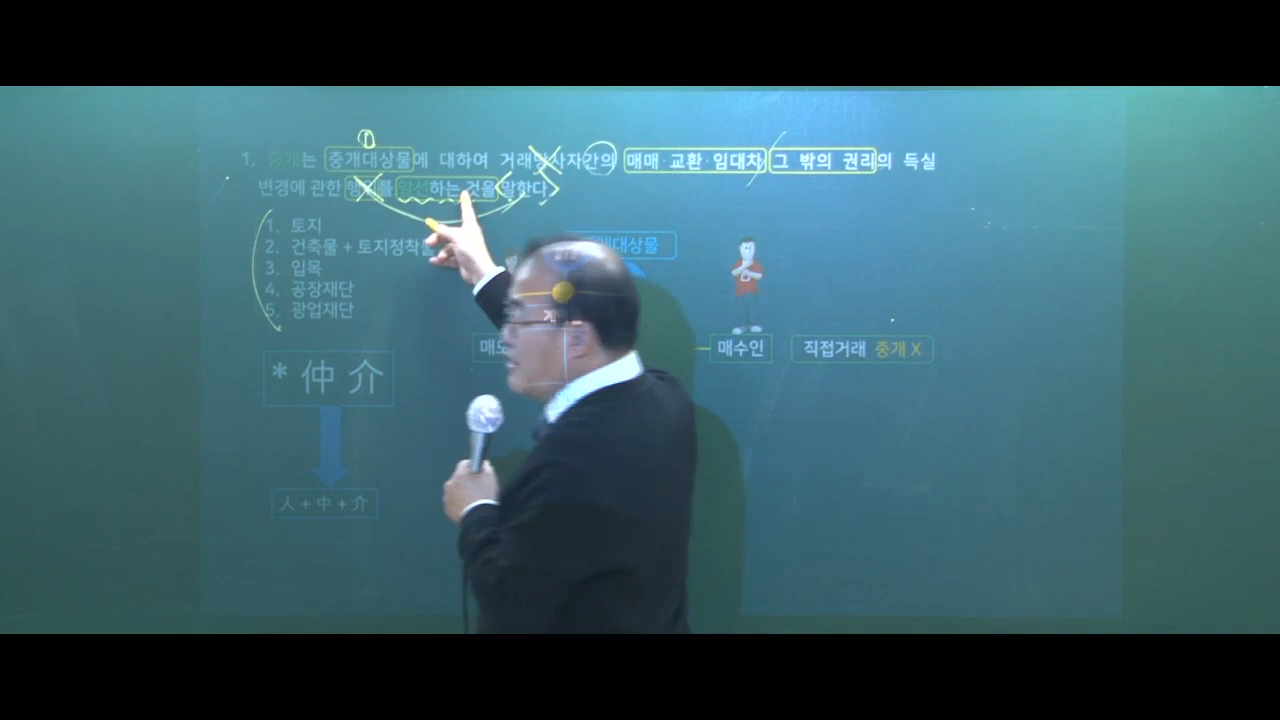 ①
1. 중개는 중개대상물에 대하여 거래당사자간의 매매·교환·임대차 그 밖의 권리의 득실
변경에 관한 행위를 알선하는 것을 말한다.
1. 토지
2. 건축물 + 토지정착물
3. 입목
4. 공장재단
5. 광업재단
대상물
* 仲 介
매수인
직접거래 중개 X
人 + 中 + 介